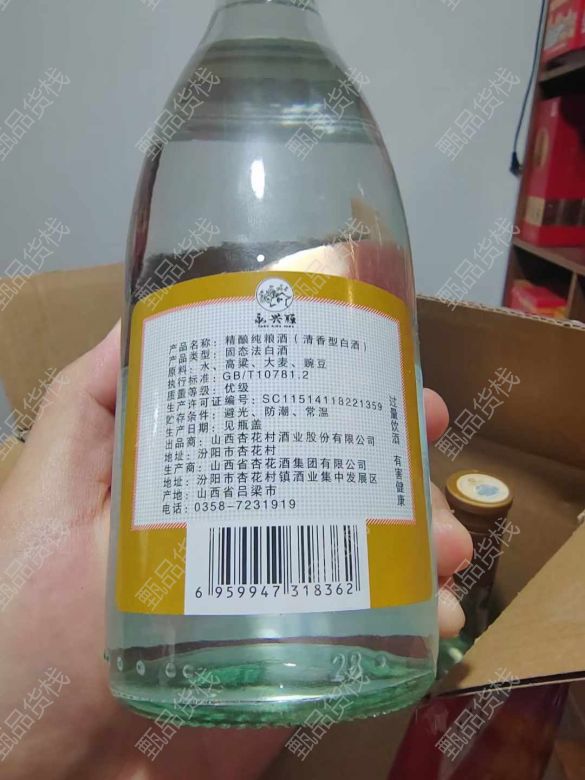 永兴隆
YONG XING LONG
产品名称：精酿纯粮酒（清香型白酒）
产品类型：固态法白酒
原料：水、高粱、大麦、豌豆
执行标准：GB/T10781.2
质量等级：优级
生产许可证编号：SC11514118221359
贮存条件：避光、防潮、常温
生产日期：见瓶盖
出品商：山西杏花村酒业股份有限公司
地址：汾阳市杏花村
生产商：山西省杏花酒集团有限公司
地址：汾阳市杏花村镇酒业集中发展区
产地：山西省吕梁市
电话：0358-7231919
过量饮酒 有害健康
6 959947 318362
甄品货栈